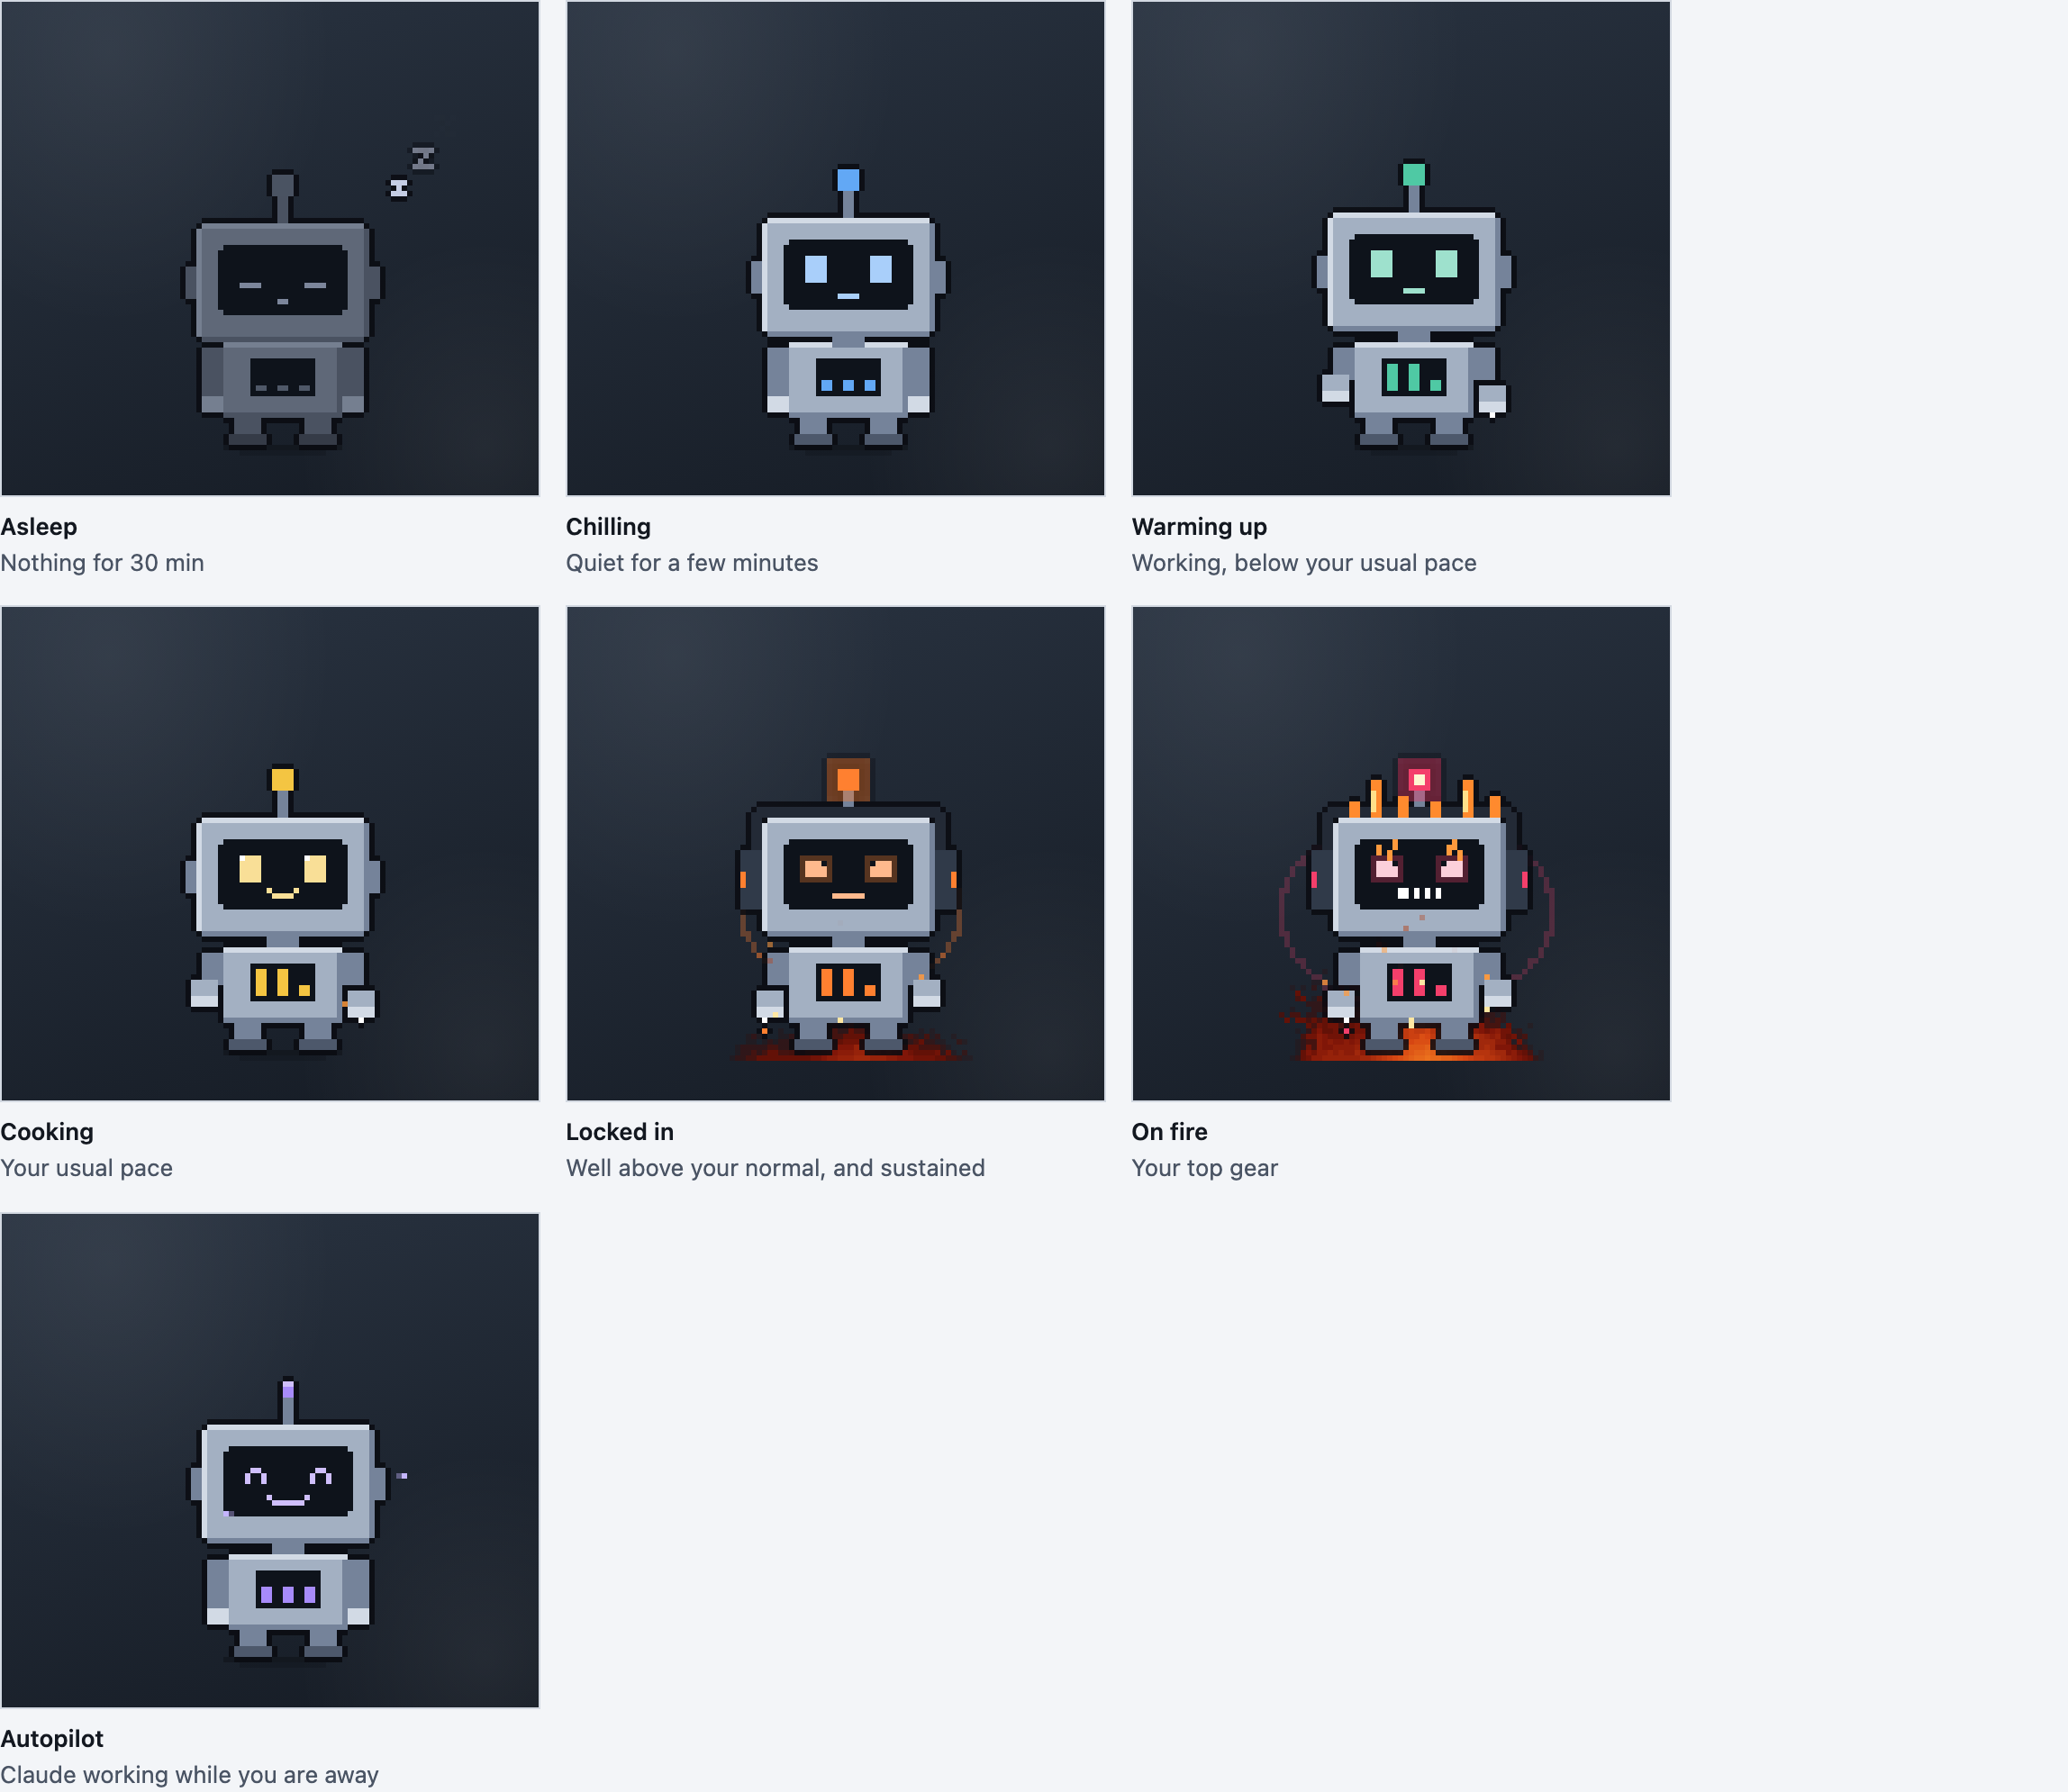 Asleep
Nothing for 30 min
Chilling
Quiet for a few minutes
Warming up
Working, below your usual pace
Cooking
Your usual pace
Locked in
Well above your normal, and sustained
On fire
Your top gear
Autopilot
Claude working while you are away